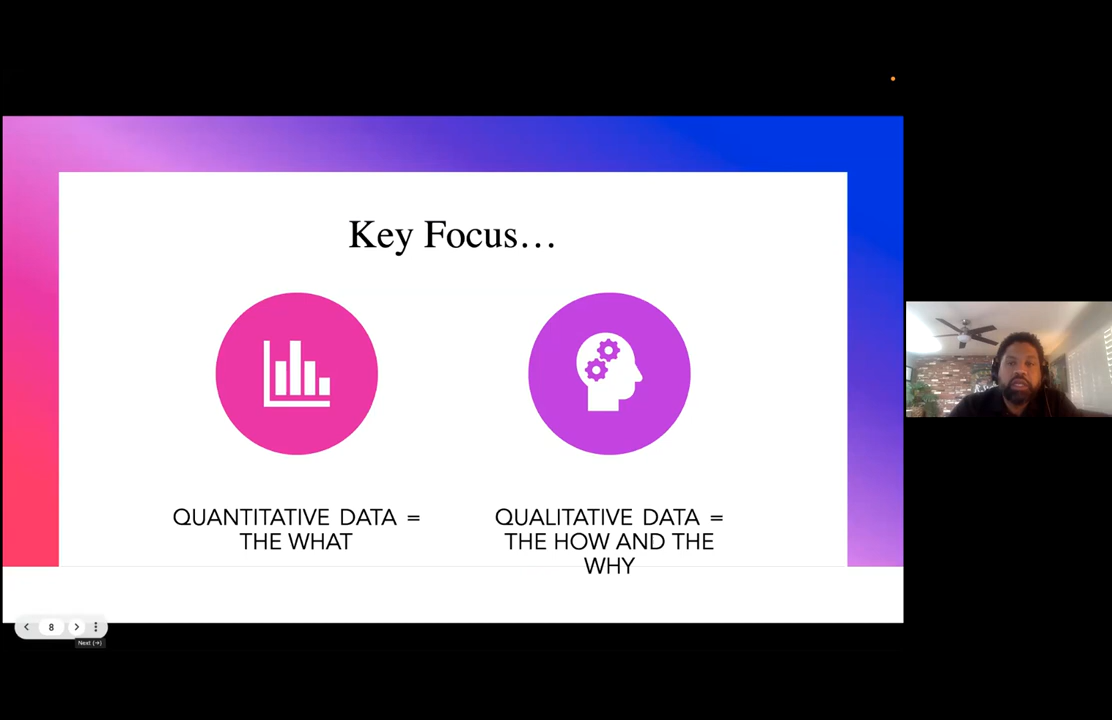 Key Focus…
QUANTITATIVE DATA =
THE WHAT
QUALITATIVE DATA =
THE HOW AND THE
WHY
8
Next (→)